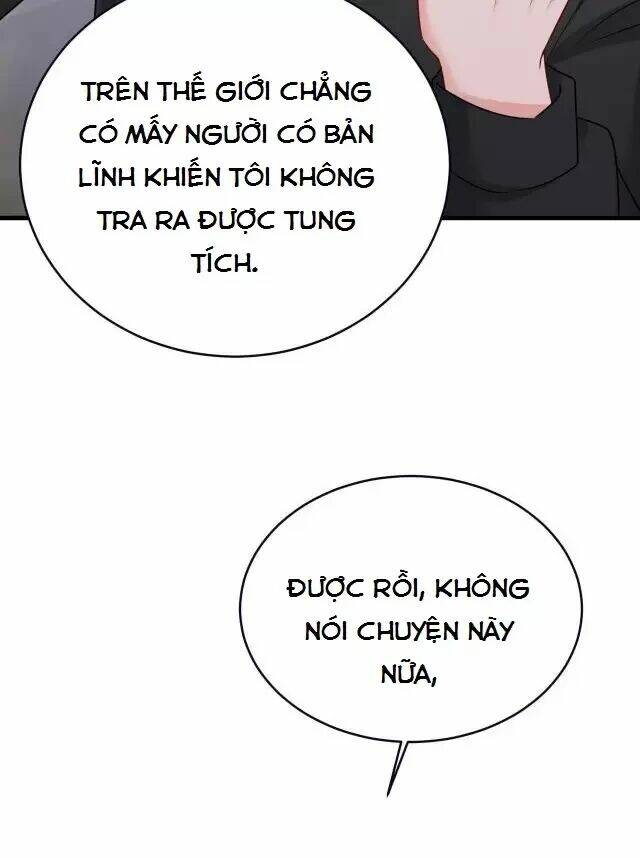 TRÊN THẾ GIỚI CHẲNG
CÓ MẤY NGƯỜI CÓ BẢN
LĨNH KHIẾN TÔI KHÔNG
TRA RA ĐƯỢC TUNG
TÍCH.
ĐƯỢC RỒI, KHÔNG
NÓI CHUYỆN NÀY
NỮA,